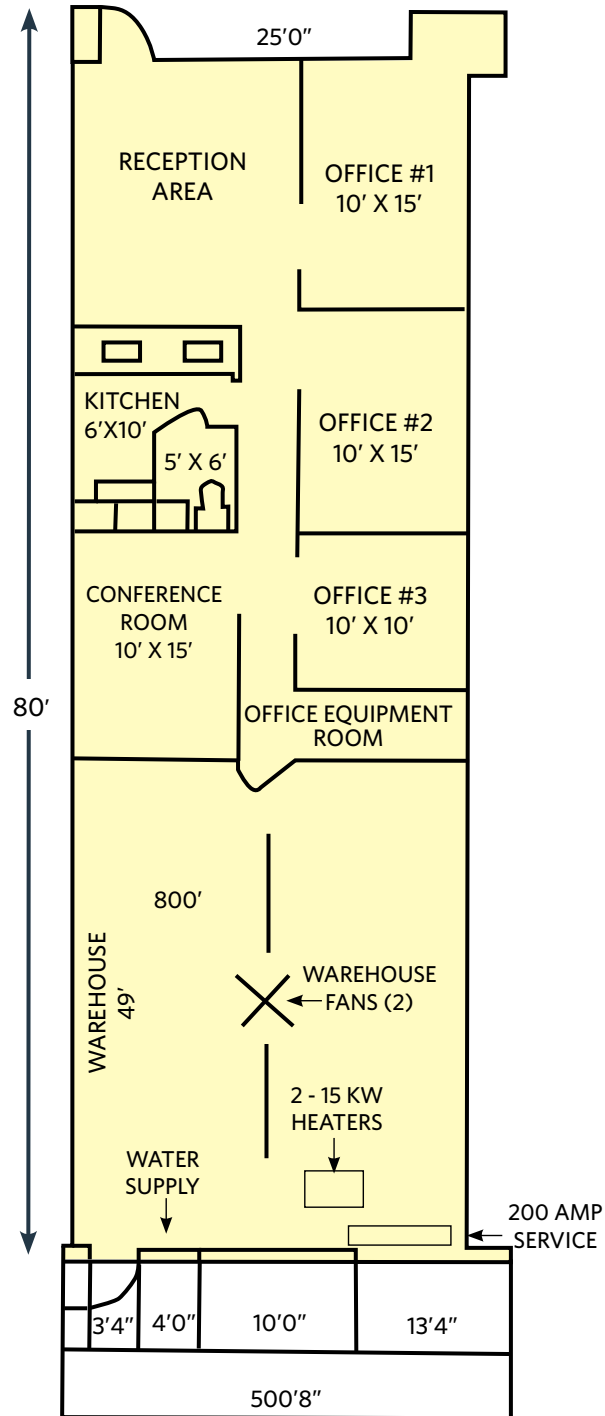 25'0"
RECEPTION
AREA
OFFICE #1
10' X 15'
KITCHEN
6'X10'
5' X 6'
OFFICE #2
10' X 15'
CONFERENCE
ROOM
10' X 15'
OFFICE #3
10' X 10'
80'
OFFICE EQUIPMENT
ROOM
800'
WAREHOUSE
49'
WAREHOUSE
FANS (2)
2 - 15 KW
HEATERS
WATER
SUPPLY
200 AMP
SERVICE
3'4"
4'0"
10'0"
13'4"
500'8"